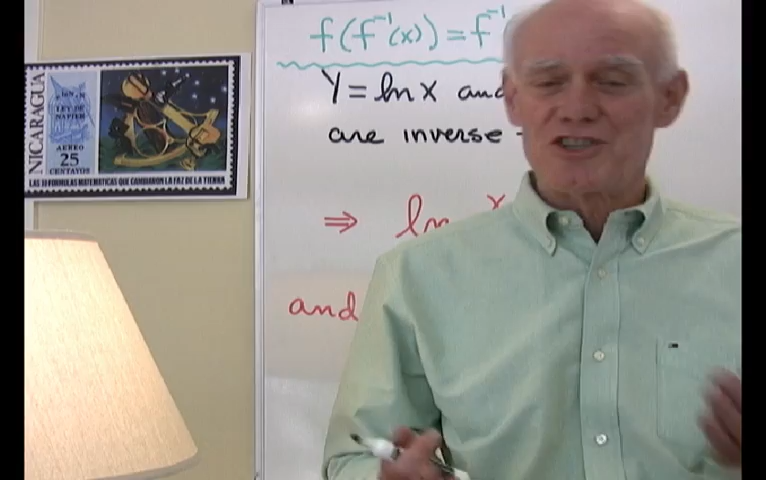 f(f⁻¹(x)) = f⁻¹
Y = ln x and
are inverse
⇒ ln x
and
NICARAGUA
LEY DE
NAPIER
AEREO
25
CENTAVOS
LAS 10 FORMULAS MATEMATICAS QUE CAMBIARON LA FAZ DE LA TIERRA